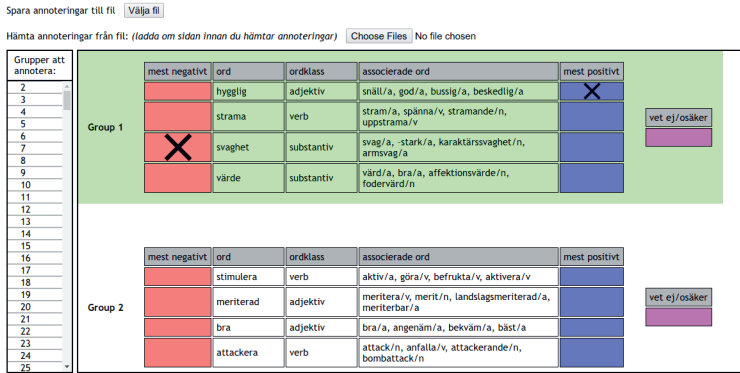 Spara annoteringar till fil Välja fil
Hämta annoteringar från fil: (ladda om sidan innan du hämtar annoteringar) Choose Files No file chosen
Grupper att
annotera:
2
3
4
5
6
7
8
9
10
11
12
13
14
15
16
17
18
19
20
21
22
23
24
25
Group 1
mest negativt ord ordklass associerade ord mest positivt
hygglig adjektiv snäll/a, god/a, bussig/a, beskedlig/a
strama verb stram/a, spänna/v, stramande/n,
uppstrama/v
svaghet substantiv svag/a, -stark/a, karaktärssvaghet/n,
armsvag/a
värde substantiv värd/a, bra/a, affektionsvärde/n,
fodervärd/n
vet ej/osäker
Group 2
mest negativt ord ordklass associerade ord mest positivt
stimulera verb aktiv/a, göra/v, befrukta/v, aktivera/v
meriterad adjektiv meritera/v, merit/n, landslagsmeriterad/a,
meriterbar/a
bra adjektiv bra/a, angenäm/a, bekväm/a, bäst/a
attackera verb attack/n, anfalla/v, attackerande/n,
bombattack/n
vet ej/osäker